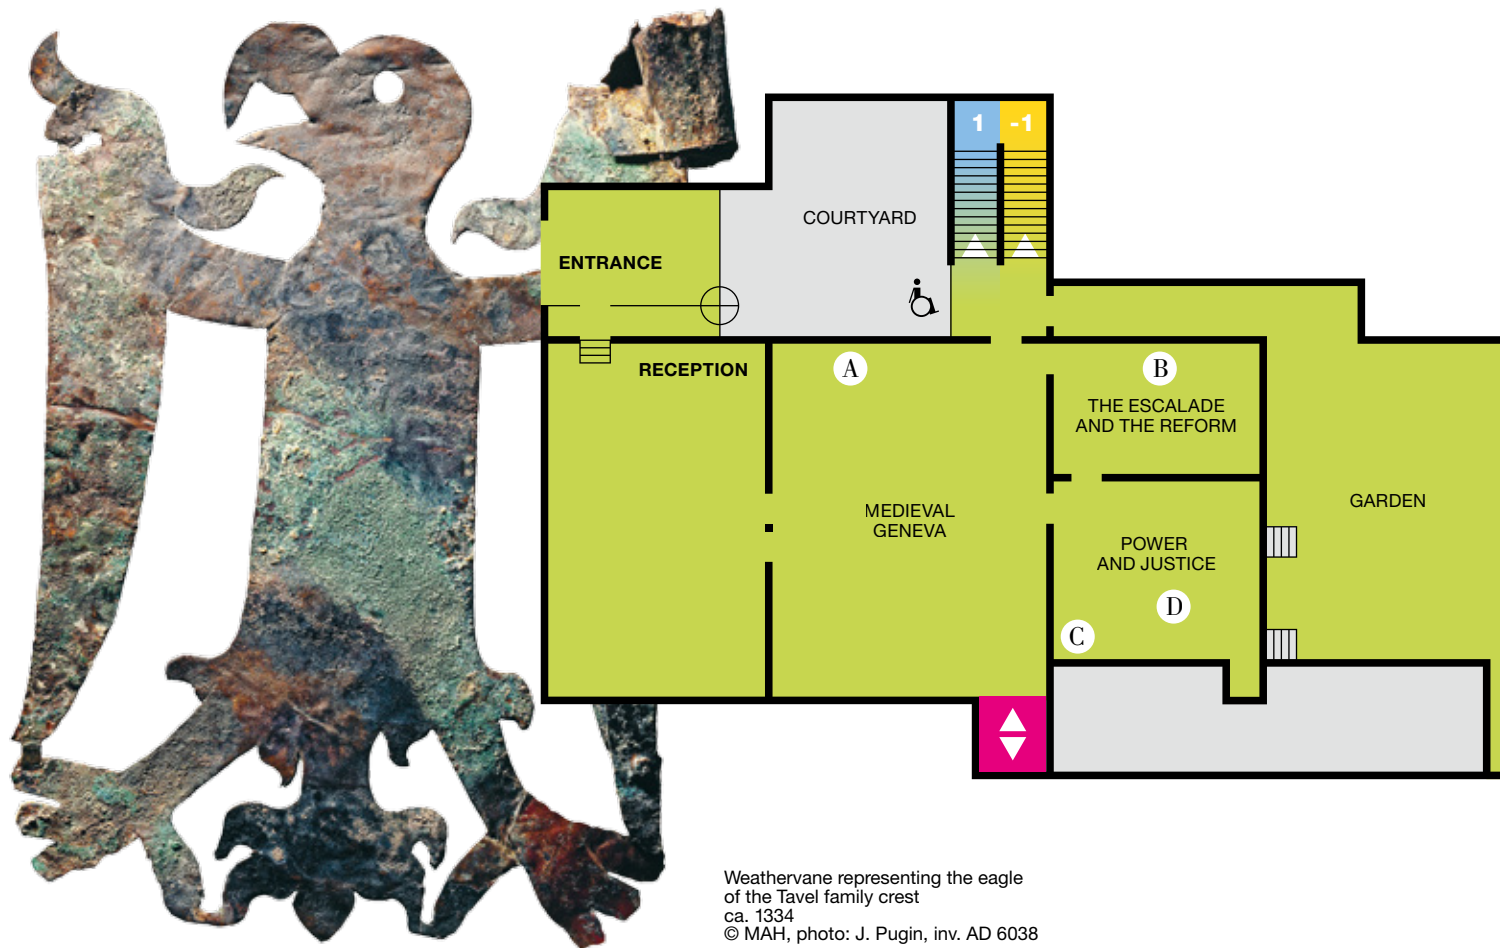 1 -1
COURTYARD
ENTRANCE
RECEPTION
A
B
THE ESCALADE
AND THE REFORM
MEDIEVAL
GENEVA
GARDEN
POWER
AND JUSTICE
D
C
Weathervane representing the eagle
of the Tavel family crest
ca. 1334
© MAH, photo: J. Pugin, inv. AD 6038